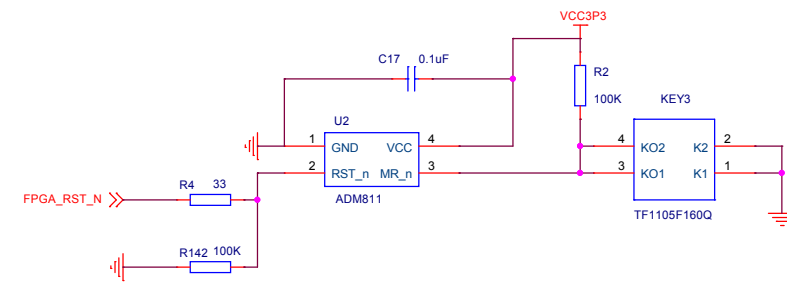 VCC3P3
C17 0.1uF
R2
100K
KEY3
U2
1 GND VCC 4
2 RST_n MR_n 3
ADM811
4 KO2 K2 2
3 KO1 K1 1
TF1105F160Q
R4 33
FPGA_RST_N
R142 100K